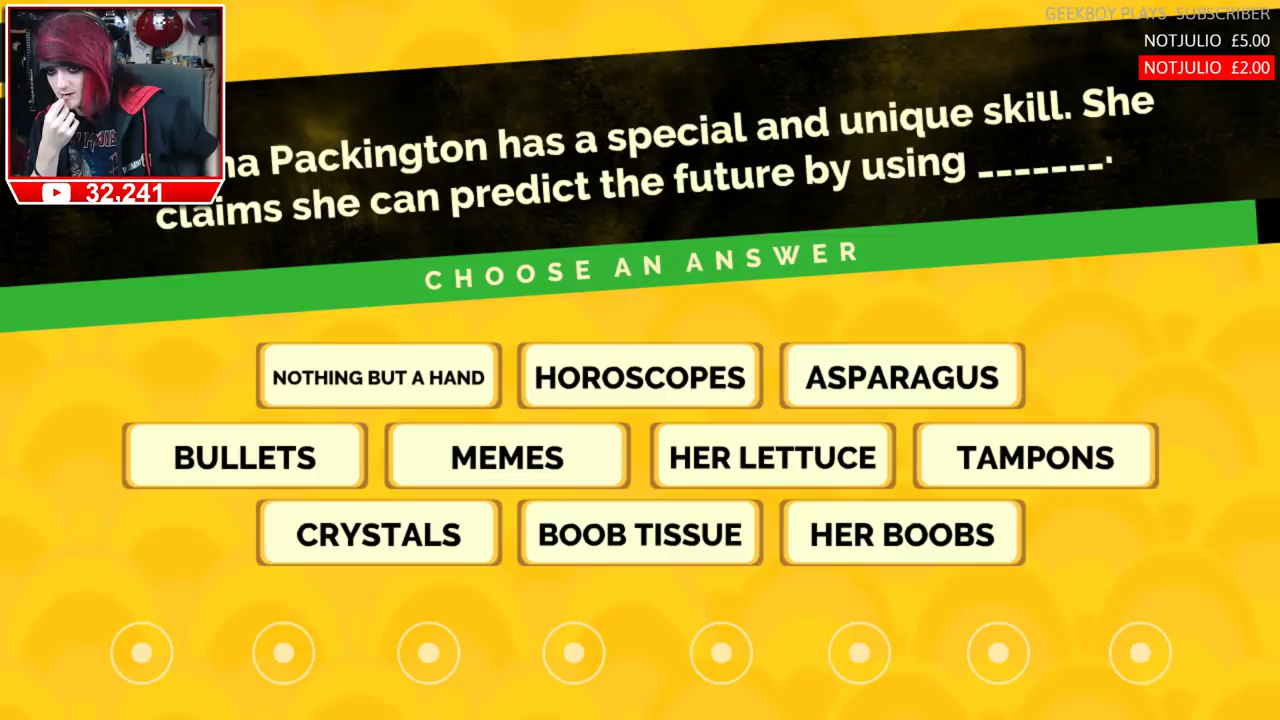 GEEKBOY PLAYS SUBSCRIBER
NOTJULIO £5.00
NOTJULIO £2.00
32,241
Packington has a special and unique skill. She
claims she can predict the future by using _______.
CHOOSE AN ANSWER
NOTHING BUT A HAND
HOROSCOPES
ASPARAGUS
BULLETS
MEMES
HER LETTUCE
TAMPONS
CRYSTALS
BOOB TISSUE
HER BOOBS